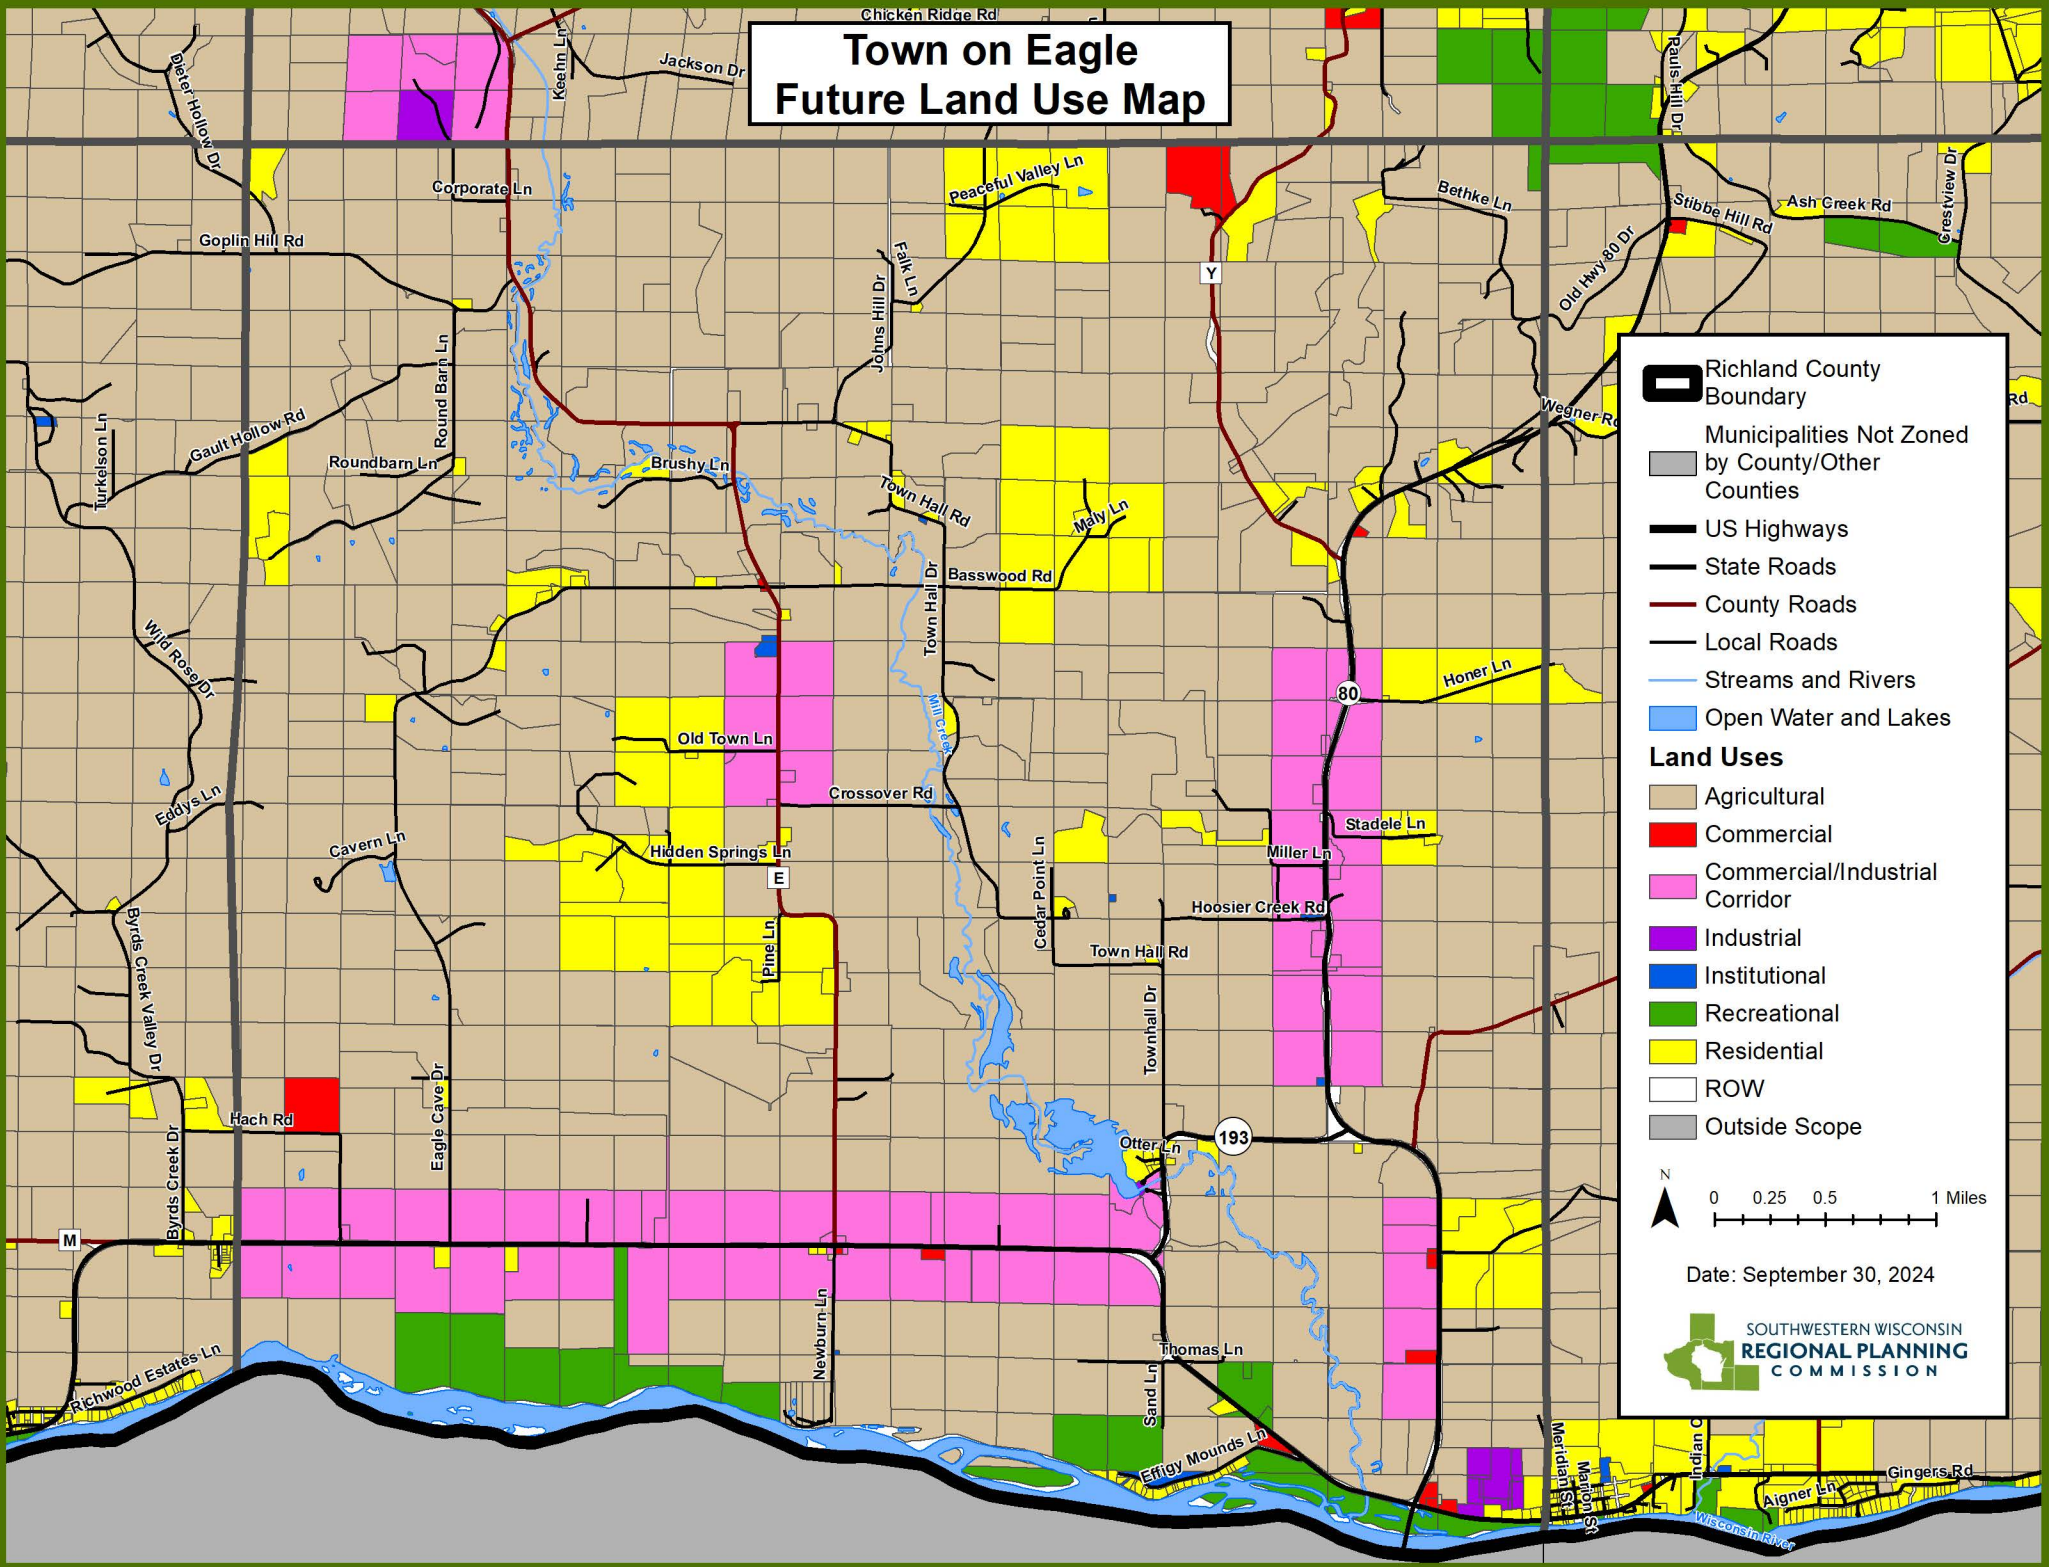 Chicken Ridge Rd
Town on Eagle
Future Land Use Map
Dieter Hollow Dr
Keehn Ln
Jackson Dr
Pauls Hill Dr
Corporate Ln
Peaceful Valley Ln
Bethke Ln
Stibbe Hill Rd
Ash Creek Rd
Crestview Dr
Goplin Hill Rd
Falk Ln
Johns Hill Dr
Y
Old Hwy 80 Dr
Round Barn Ln
Gault Hollow Rd
Turkelson Ln
Roundbarn Ln
Brushy Ln
Town Hall Rd
Maly Ln
Wegner Rd
Rd
Basswood Rd
Town Hall Dr
Wild Rose Dr
Honer Ln
80
Mill Creek
Old Town Ln
Crossover Rd
Eddys Ln
Cavern Ln
Hidden Springs Ln
Stadele Ln
Miller Ln
E
Cedar Point Ln
Hoosier Creek Rd
Town Hall Rd
Pine Ln
Byrds Creek Valley Dr
Townhall Dr
Eagle Cave Dr
Hach Rd
Byrds Creek Dr
Otter Ln
193
M
Newburn Ln
Richwood Estates Ln
Thomas Ln
Sand Ln
Effigy Mounds Ln
Meridian St
Marion St
Indian C
Gingers Rd
Aigner Ln
Wisconsin River
Richland County
Boundary
Municipalities Not Zoned
by County/Other
Counties
US Highways
State Roads
County Roads
Local Roads
Streams and Rivers
Open Water and Lakes
Land Uses
Agricultural
Commercial
Commercial/Industrial
Corridor
Industrial
Institutional
Recreational
Residential
ROW
Outside Scope
N
0 0.25 0.5 1 Miles
Date: September 30, 2024
SOUTHWESTERN WISCONSIN
REGIONAL PLANNING
COMMISSION